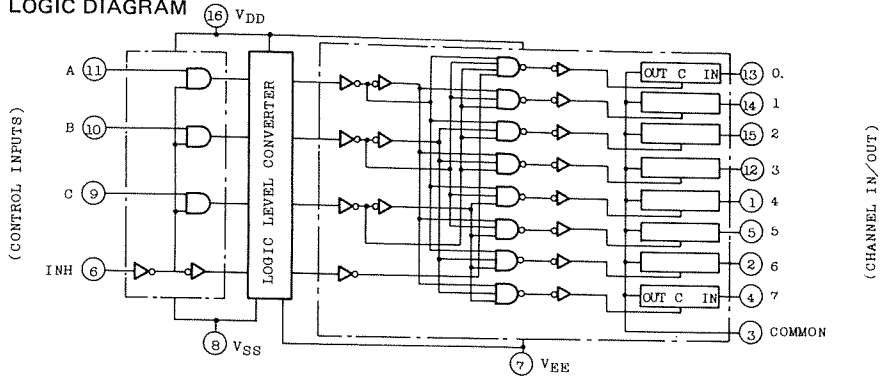 LOGIC DIAGRAM
16 VDD
A 11
B 10
C 9
INH 6
(CONTROL INPUTS)
LOGIC LEVEL CONVERTER
8 VSS
7 VEE
OUT C IN 13 0.
14 1
15 2
12 3
1 4
5 5
2 6
OUT C IN 4 7
3 COMMON
(CHANNEL IN/OUT)